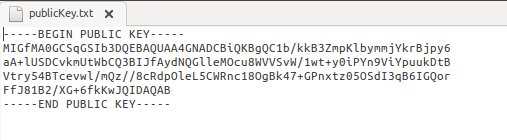 publicKey.txt
-----BEGIN PUBLIC KEY-----
MIGfMA0GCSqGSIb3DQEBAQUAA4GNADCBiQKBgQC1b/kkB3ZmpKlbymmjYkrBjpy6
aA+lUSDCvkmUtWbCQ3BIJfAydNQGlleMOcu8WVVSvW/1wt+y0iPYn9ViYpuukDtB
Vtry54BTcevwl/mQz//8cRdpOleL5CWRnc18OgBk47+GPnxtz05OSdI3qB6IGQor
FfJ81B2/XG+6fkKwJQIDAQAB
-----END PUBLIC KEY-----